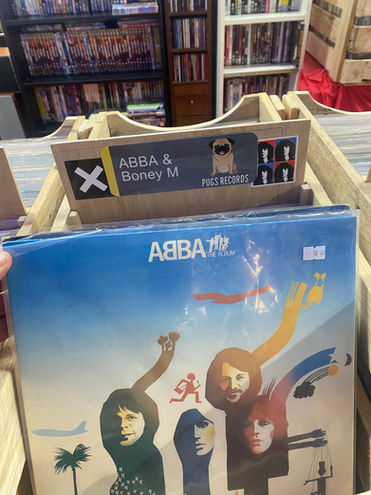 ABBA &
Boney M
PUGS RECORDS
ABBA
THE ALBUM